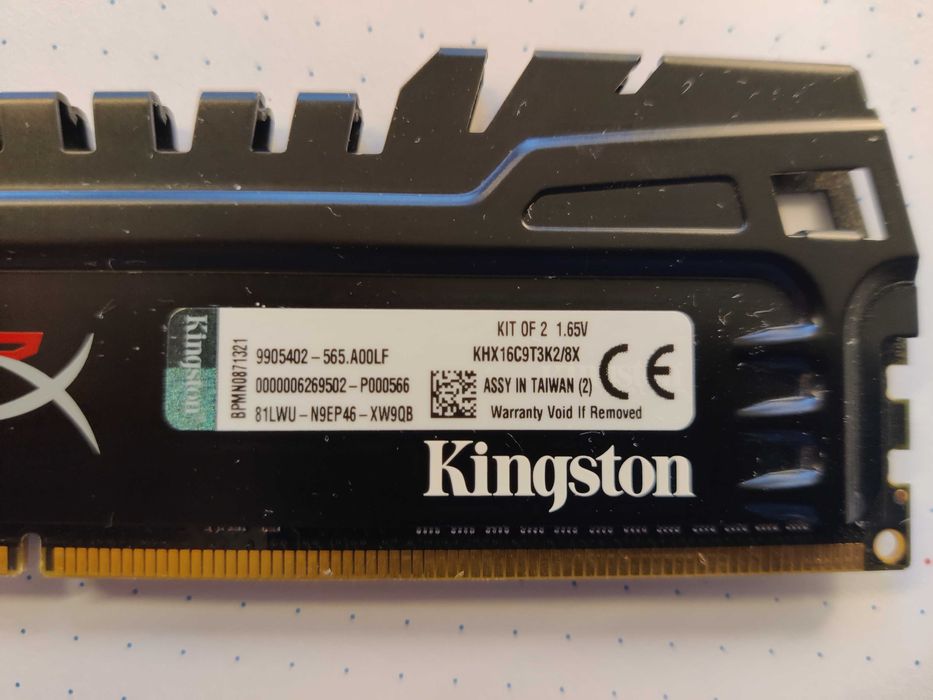 Kingston
BPMN0871321
9905402-565.A00LF
0000006269502-P000566
81LWU-N9EP46-XW9QB
KIT OF 2 1.65V
KHX16C9T3K2/8X
ASSY IN TAIWAN (2)
Warranty Void If Removed
CE
Kingston